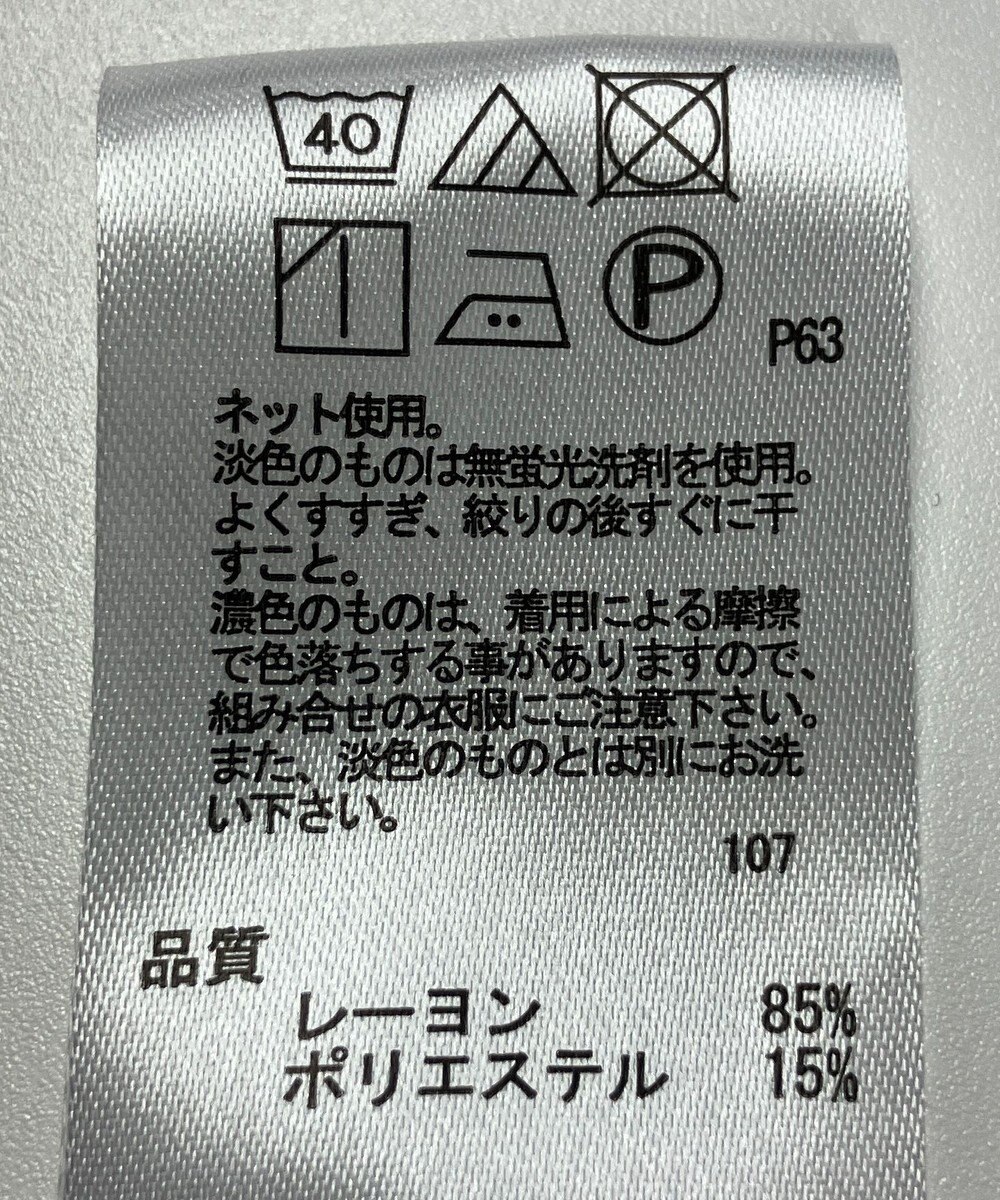 40
P
P63
ネット使用。
淡色のものは無蛍光洗剤を使用。
よくすすぎ、絞りの後すぐに干
すこと。
濃色のものは、着用による摩擦
で色落ちする事がありますので、
組み合せの衣服にご注意下さい。
また、淡色のものとは別にお洗
い下さい。
107
品質
レーヨン 85%
ポリエステル 15%